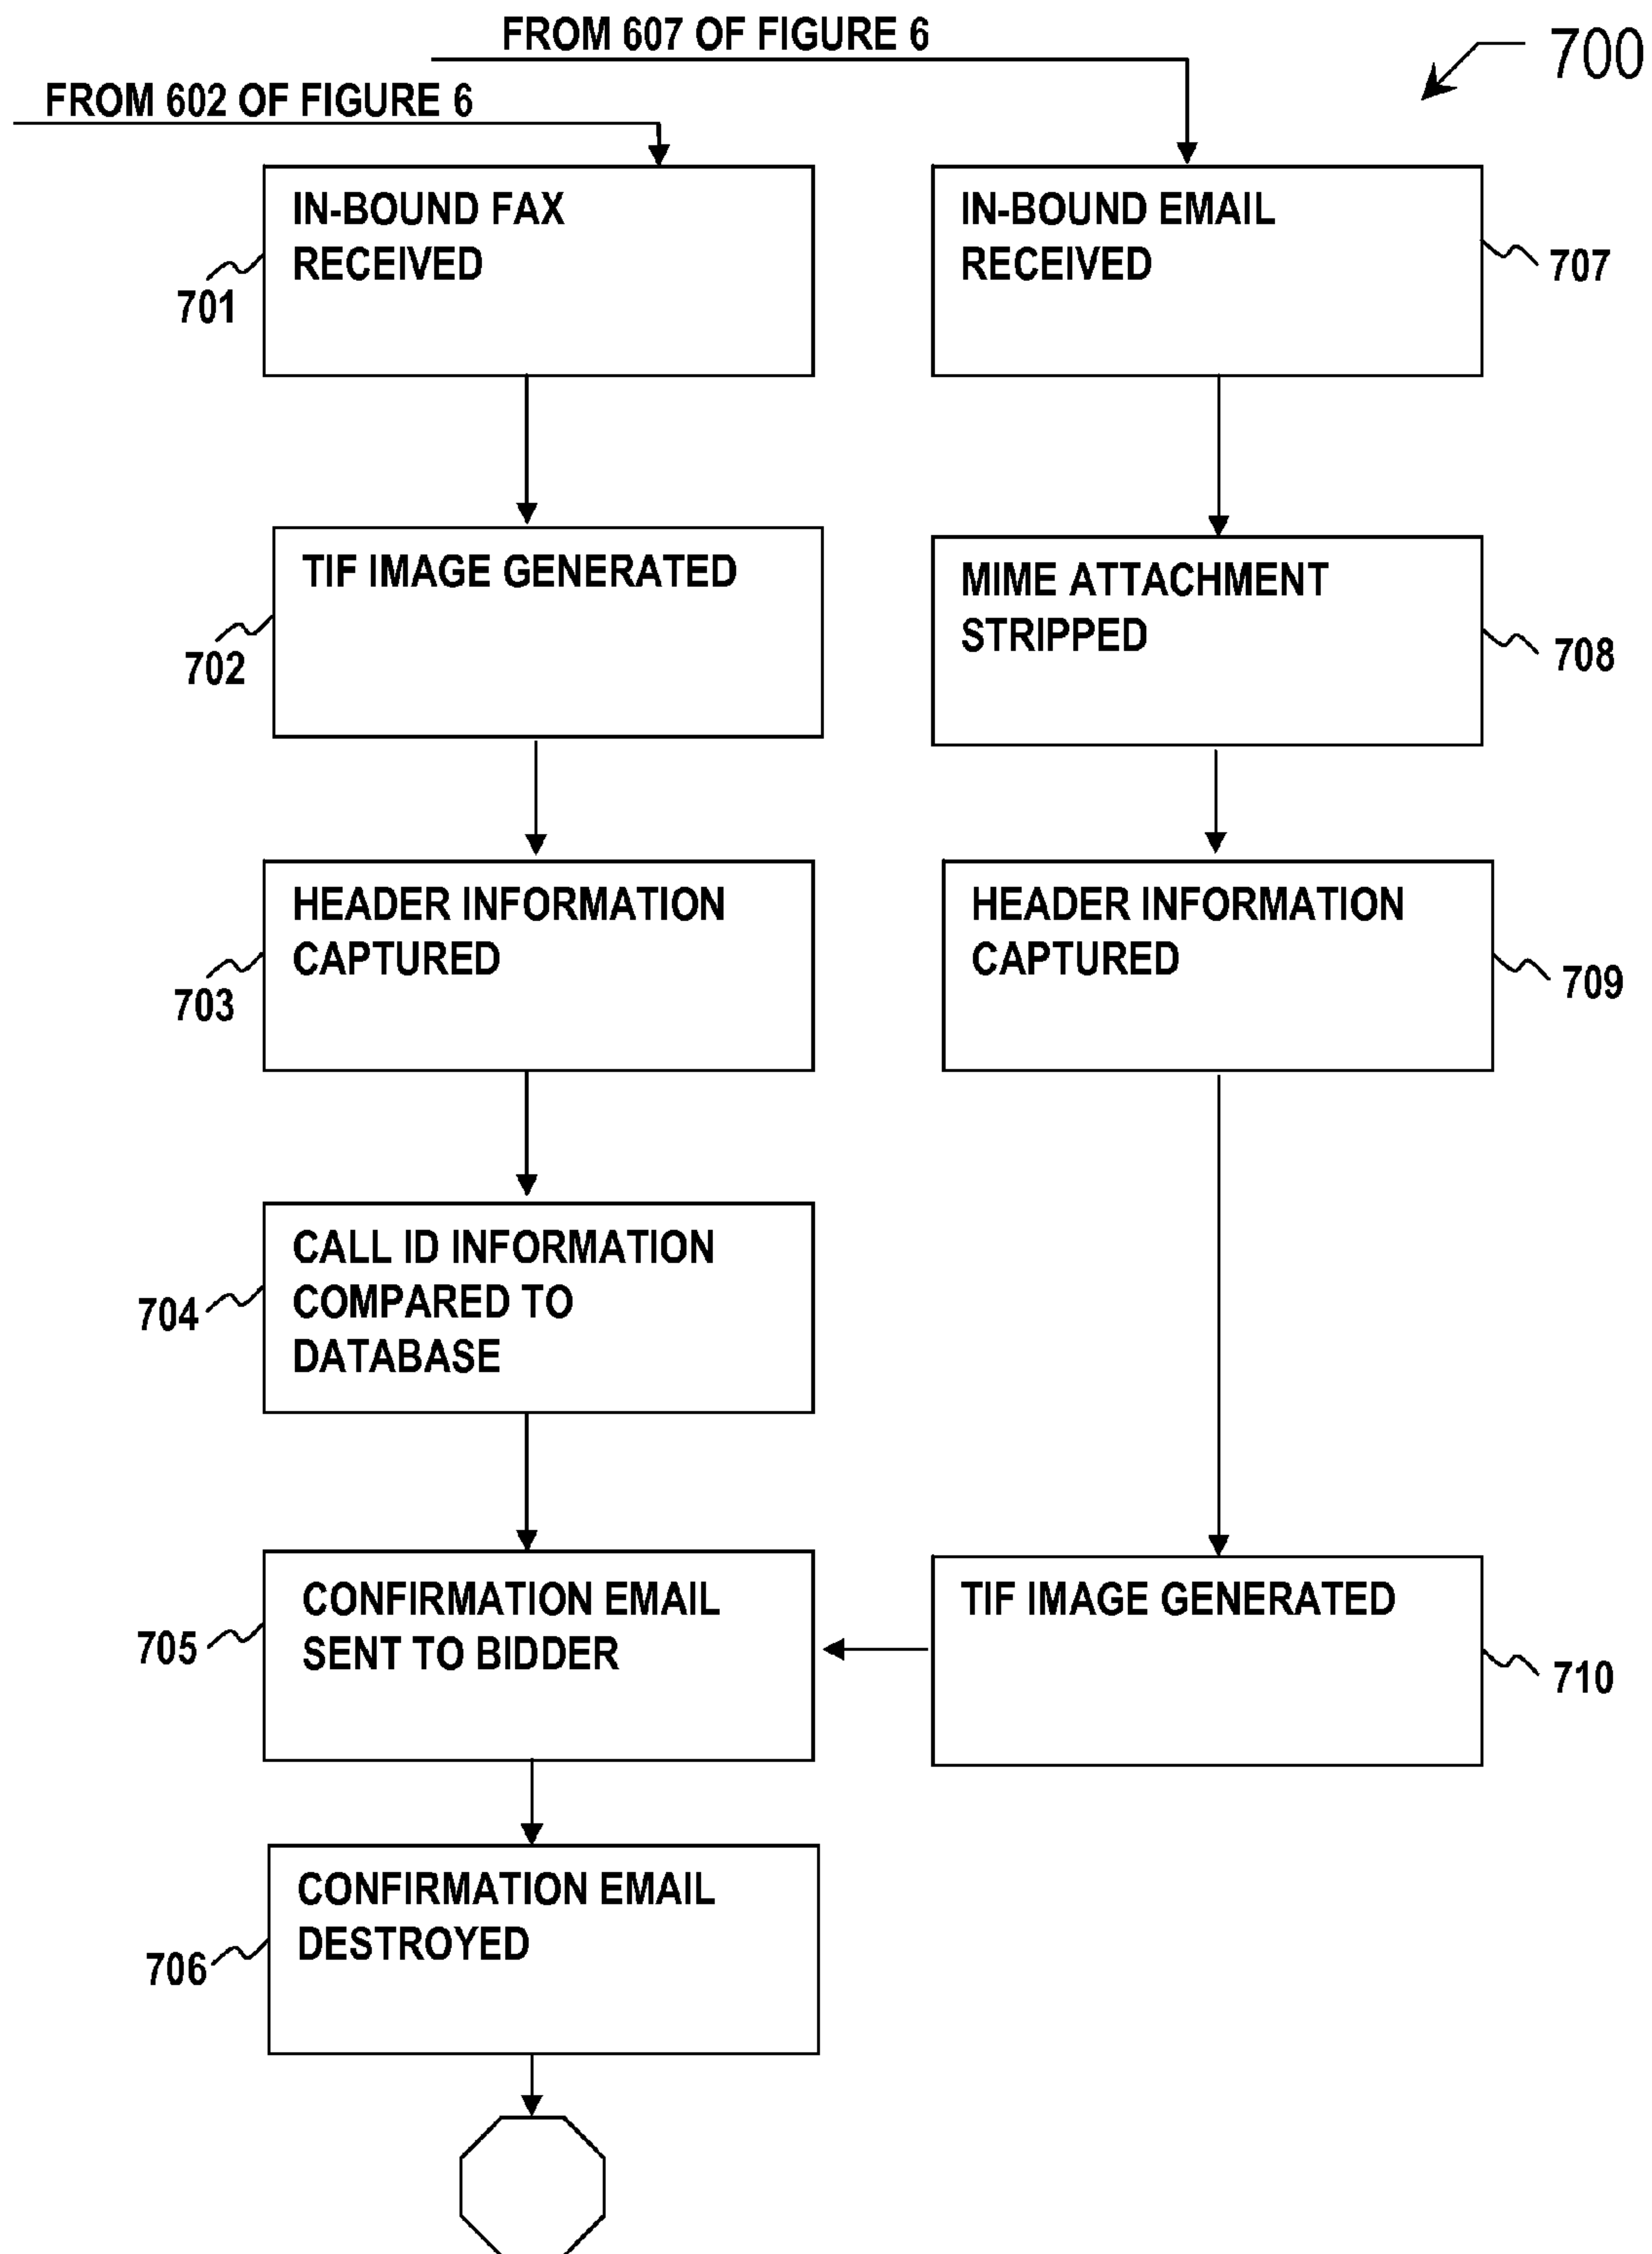 FROM 607 OF FIGURE 6
700
FROM 602 OF FIGURE 6
IN-BOUND FAX
RECEIVED
701
IN-BOUND EMAIL
RECEIVED
707
TIF IMAGE GENERATED
702
MIME ATTACHMENT
STRIPPED
708
HEADER INFORMATION
CAPTURED
703
HEADER INFORMATION
CAPTURED
709
CALL ID INFORMATION
COMPARED TO
DATABASE
704
CONFIRMATION EMAIL
SENT TO BIDDER
705
TIF IMAGE GENERATED
710
CONFIRMATION EMAIL
DESTROYED
706